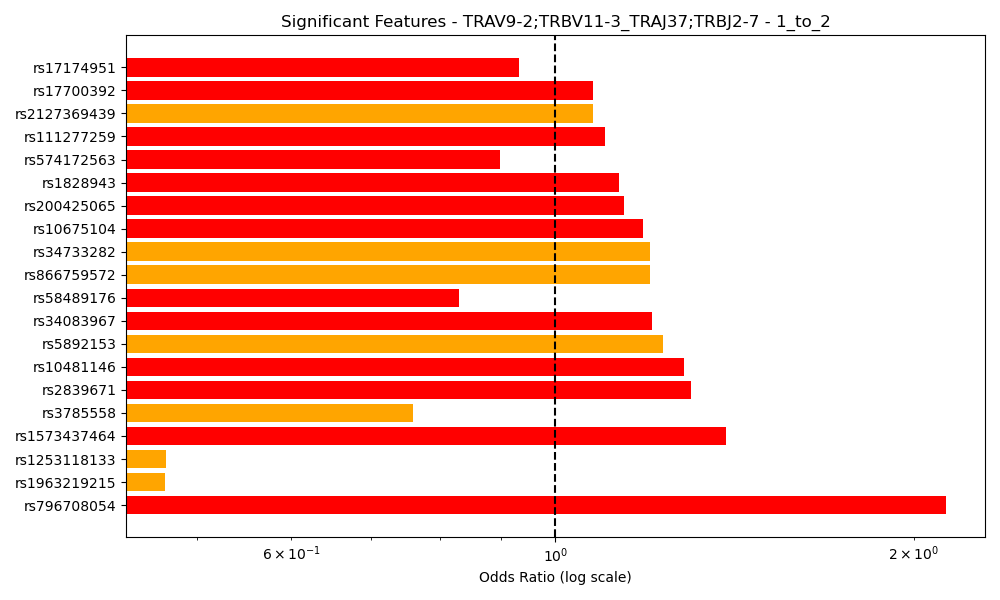 Significant Features - TRAV9-2;TRBV11-3_TRAJ37;TRBJ2-7 - 1_to_2
rs17174951
rs17700392
rs2127369439
rs111277259
rs574172563
rs1828943
rs200425065
rs10675104
rs34733282
rs866759572
rs58489176
rs34083967
rs5892153
rs10481146
rs2839671
rs3785558
rs1573437464
rs1253118133
rs1963219215
rs796708054
6 × 10⁻¹ 10⁰ 2 × 10⁰
Odds Ratio (log scale)